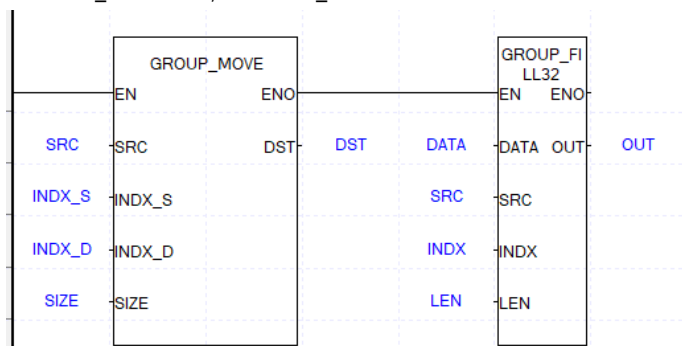 GROUP_MOVE
GROUP_FI
LL32
EN ENO EN ENO
SRC SRC DST DST DATA DATA OUT OUT
INDX_S INDX_S SRC SRC
INDX_D INDX_D INDX INDX
SIZE SIZE LEN LEN